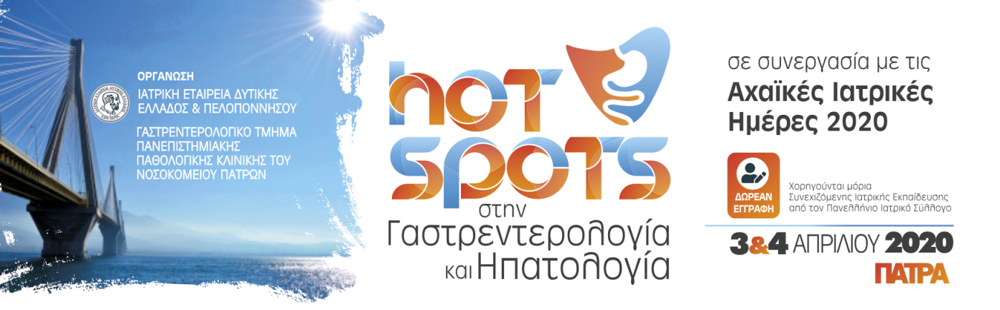 ΟΡΓΑΝΩΣΗ
ΙΑΤΡΙΚΗ ΕΤΑΙΡΕΙΑ ΔΥΤΙΚΗΣ
ΕΛΛΑΔΟΣ & ΠΕΛΟΠΟΝΝΗΣΟΥ
ΓΑΣΤΡΕΝΤΕΡΟΛΟΓΙΚΟ ΤΜΗΜΑ
ΠΑΝΕΠΙΣΤΗΜΙΑΚΗΣ
ΠΑΘΟΛΟΓΙΚΗΣ ΚΛΙΝΙΚΗΣ ΤΟΥ
ΝΟΣΟΚΟΜΕΙΟΥ ΠΑΤΡΩΝ
hOT
SPOTS
στην
Γαστρεντερολογία
και Ηπατολογία
σε συνεργασία με τις
Αχαϊκές Ιατρικές
Ημέρες 2020
ΔΩΡΕΑΝ
ΕΓΓΡΑΦΗ
Χορηγούνται μόρια
Συνεχιζόμενης Ιατρικής Εκπαίδευσης
από τον Πανελλήνιο Ιατρικό Σύλλογο
3&4 ΑΠΡΙΛΙΟΥ 2020
ΠΑΤΡΑ